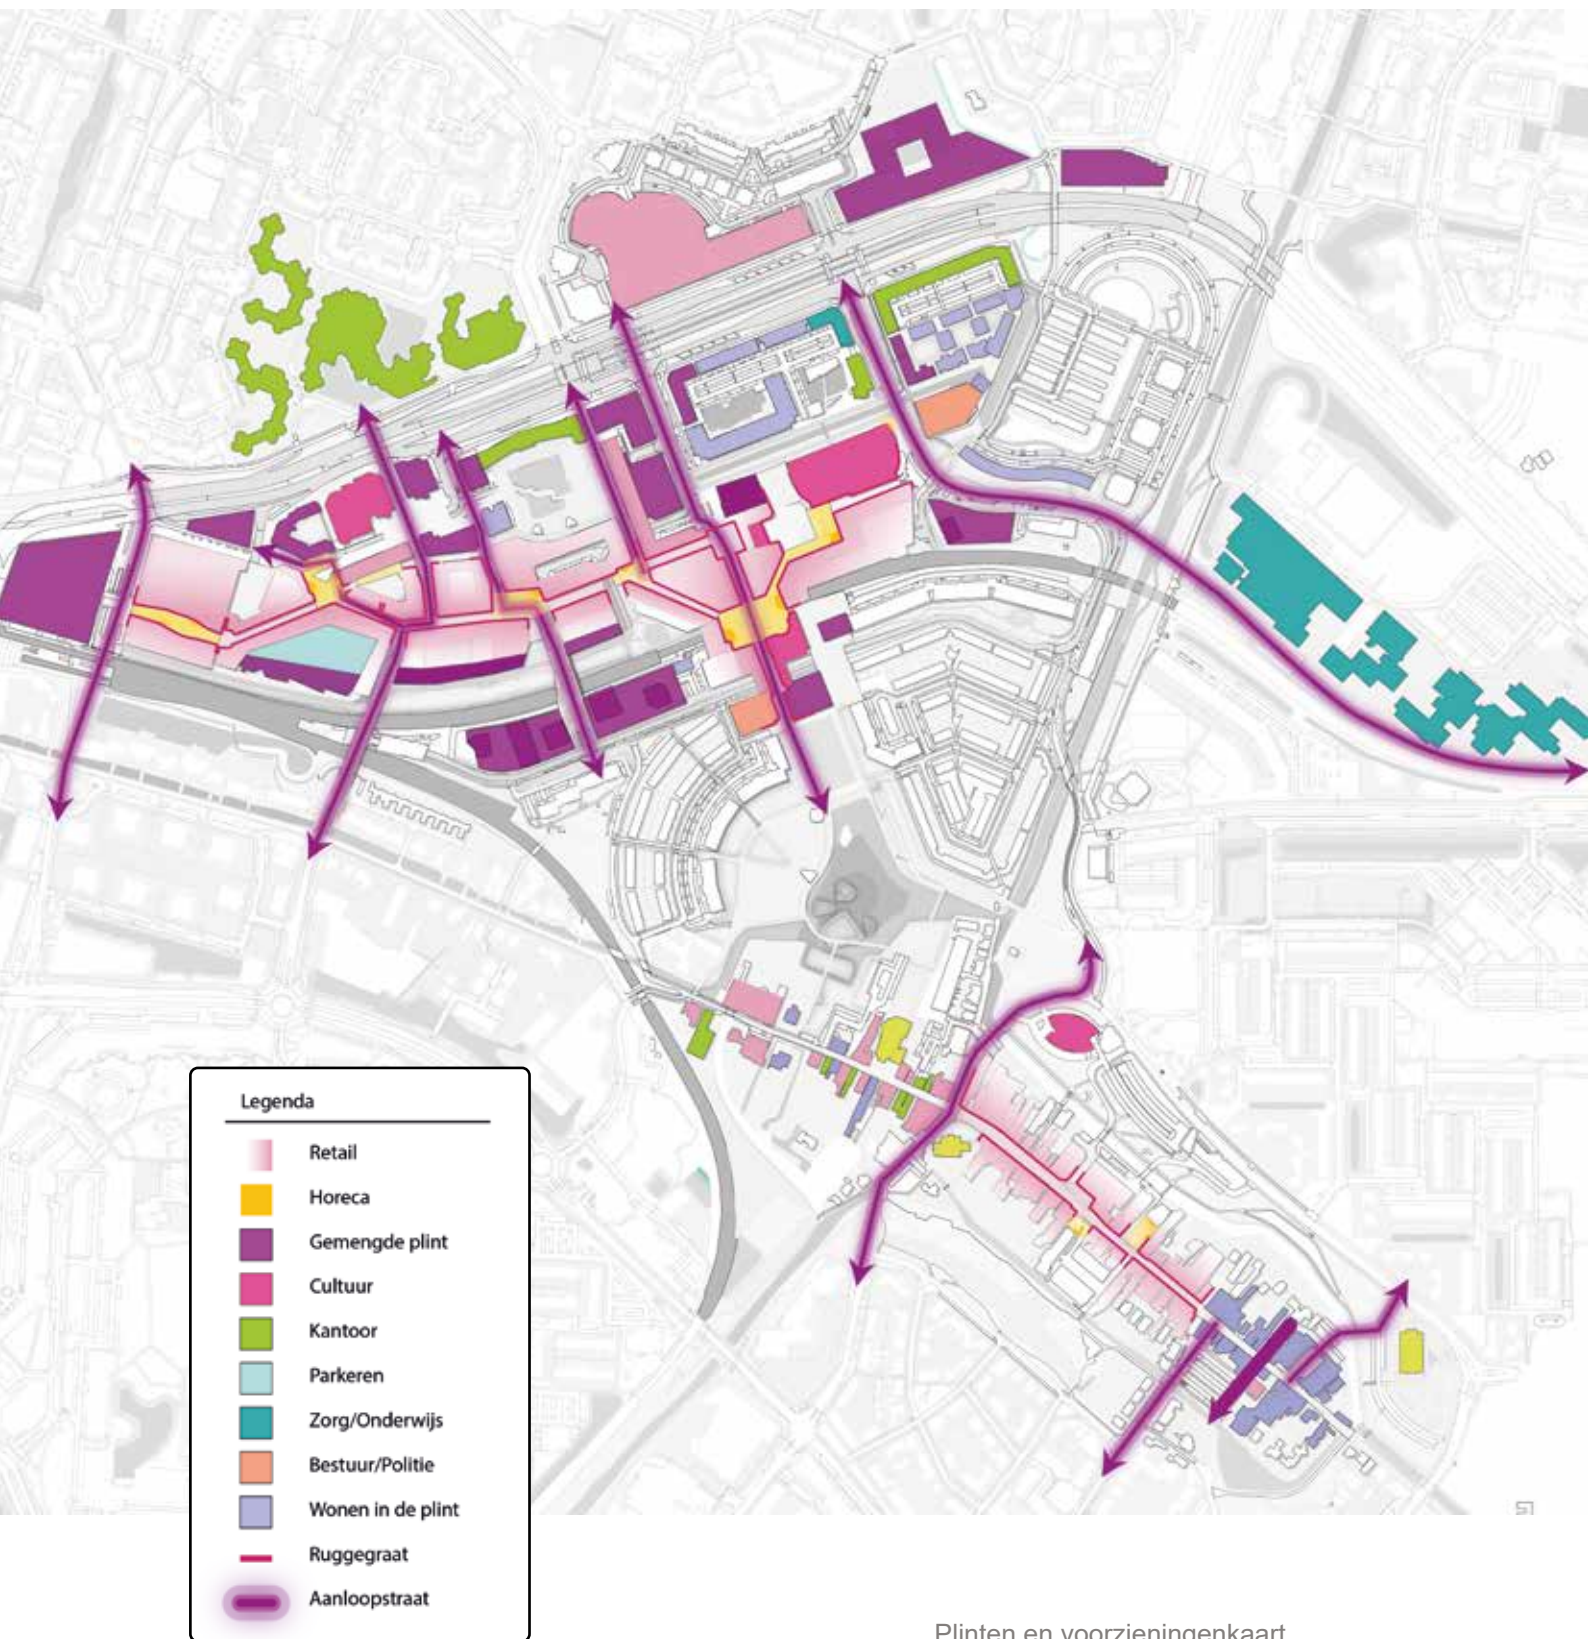 Legenda
Retail
Horeca
Gemengde plint
Cultuur
Kantoor
Parkeren
Zorg/Onderwijs
Bestuur/Politie
Wonen in de plint
Ruggegraat
Aanloopstraat
Plinten en voorzieningenkaart